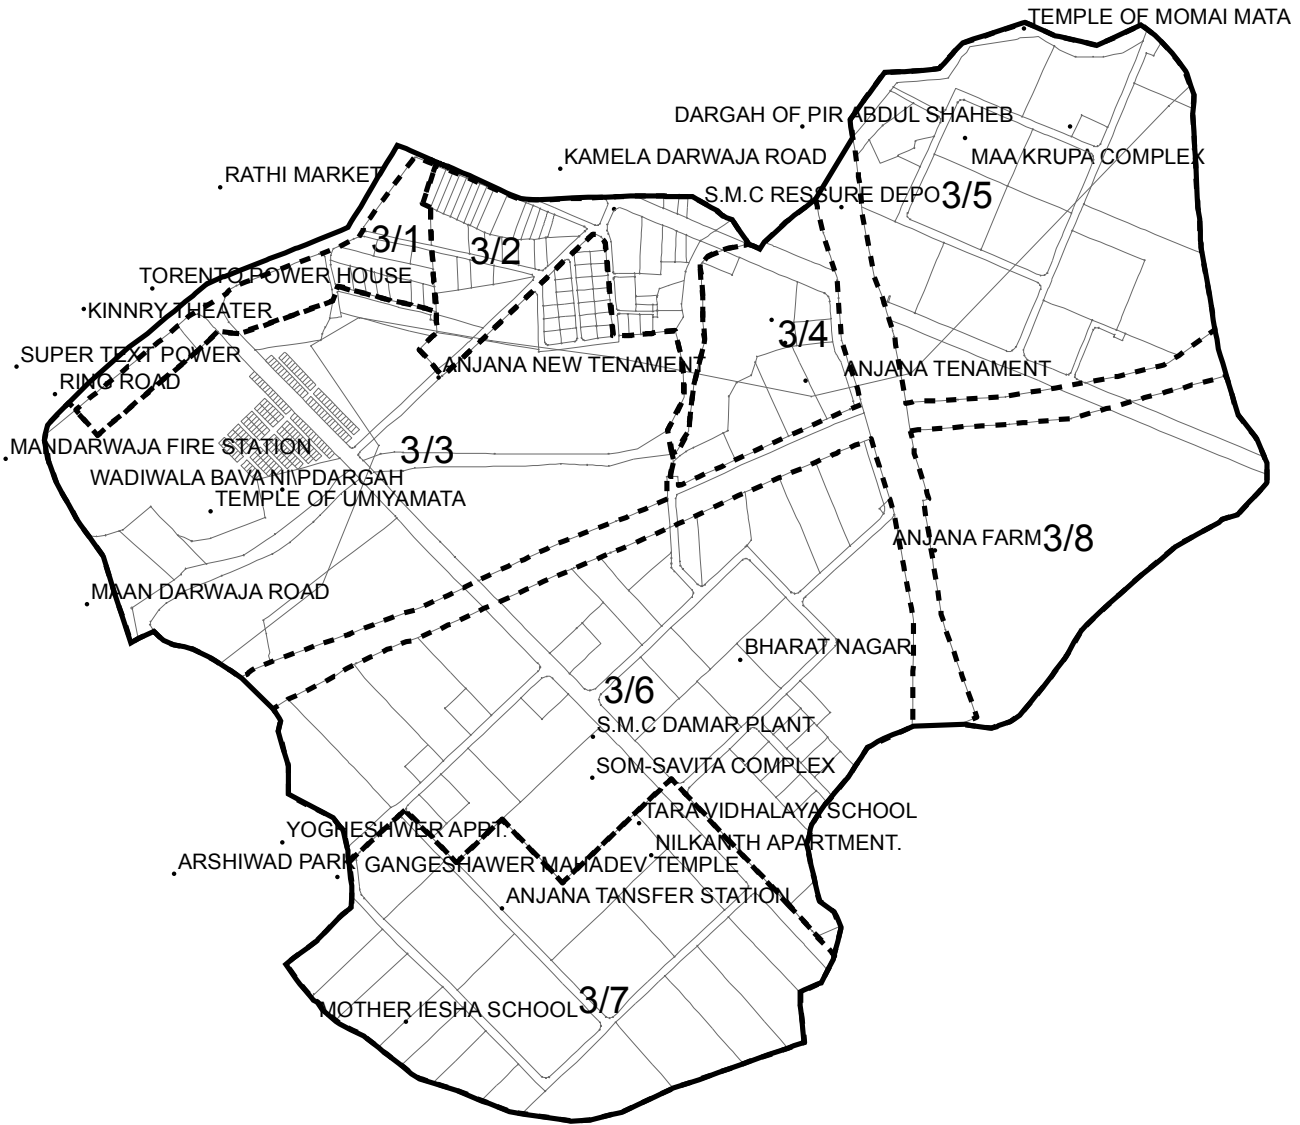 TEMPLE OF MOMAI MATA
DARGAH OF PIR ABDUL SHAHEB
KAMELA DARWAJA ROAD
MAA KRUPA COMPLEX
RATHI MARKET
S.M.C RESSURE DEPO
3/5
3/1
3/2
TORENTO POWER HOUSE
KINNRY THEATER
3/4
SUPER TEXT POWER
ANJANA NEW TENAMENT
ANJANA TENAMENT
RING ROAD
MANDARWAJA FIRE STATION
3/3
WADIWALA BAVA NI PDARGAH
TEMPLE OF UMIYAMATA
ANJANA FARM
3/8
MAAN DARWAJA ROAD
BHARAT NAGAR
3/6
S.M.C DAMAR PLANT
SOM-SAVITA COMPLEX
TARA VIDHALAYA SCHOOL
YOGHESHWER APPT.
NILKANTH APARTMENT.
ARSHIWAD PARK
GANGESHAWER MAHADEV TEMPLE
ANJANA TANSFER STATION
MOTHER IESHA SCHOOL
3/7